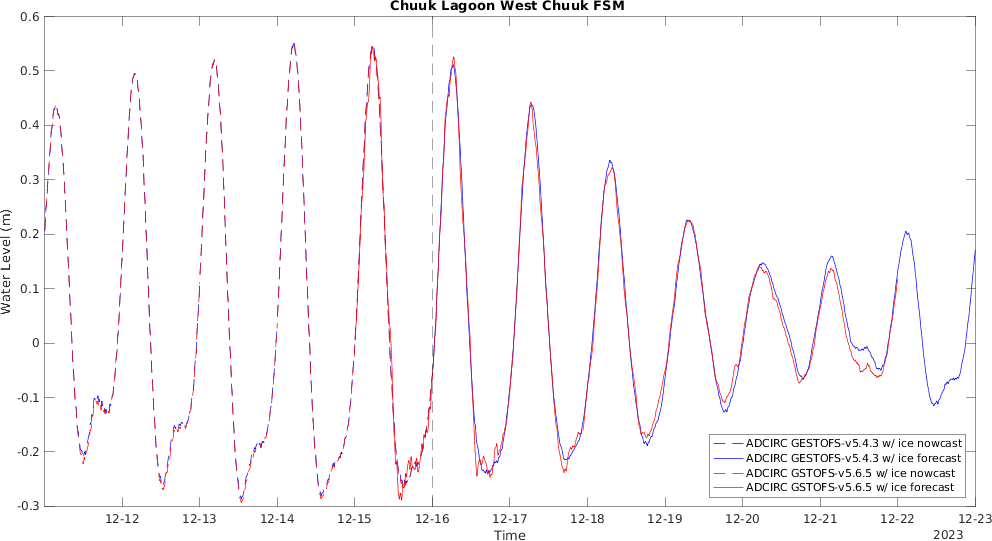 Chuuk Lagoon West Chuuk FSM
0.6
0.5
0.4
0.3
0.2
0.1
0
-0.1
-0.2
-0.3
Water Level (m)
ADCIRC GESTOFS-v5.4.3 w/ ice nowcast
ADCIRC GESTOFS-v5.4.3 w/ ice forecast
ADCIRC GSTOFS-v5.6.5 w/ ice nowcast
ADCIRC GSTOFS-v5.6.5 w/ ice forecast
12-12 12-13 12-14 12-15 12-16 12-17 12-18 12-19 12-20 12-21 12-22 12-23
Time
2023